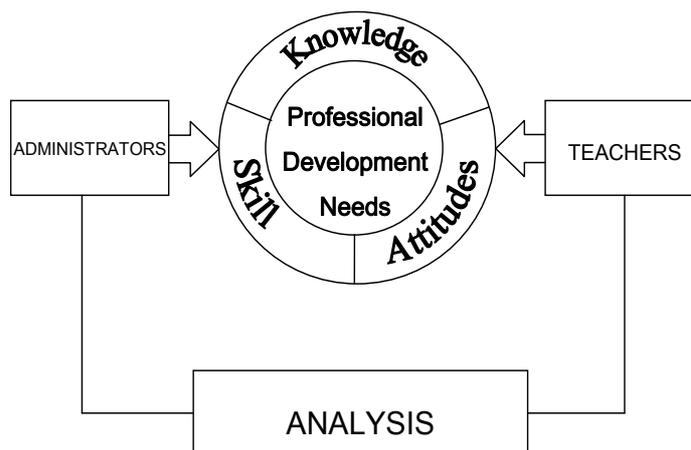 Knowledge
Professional
Development
Needs
ADMINISTRATORS
TEACHERS
Skill
Attitudes
ANALYSIS